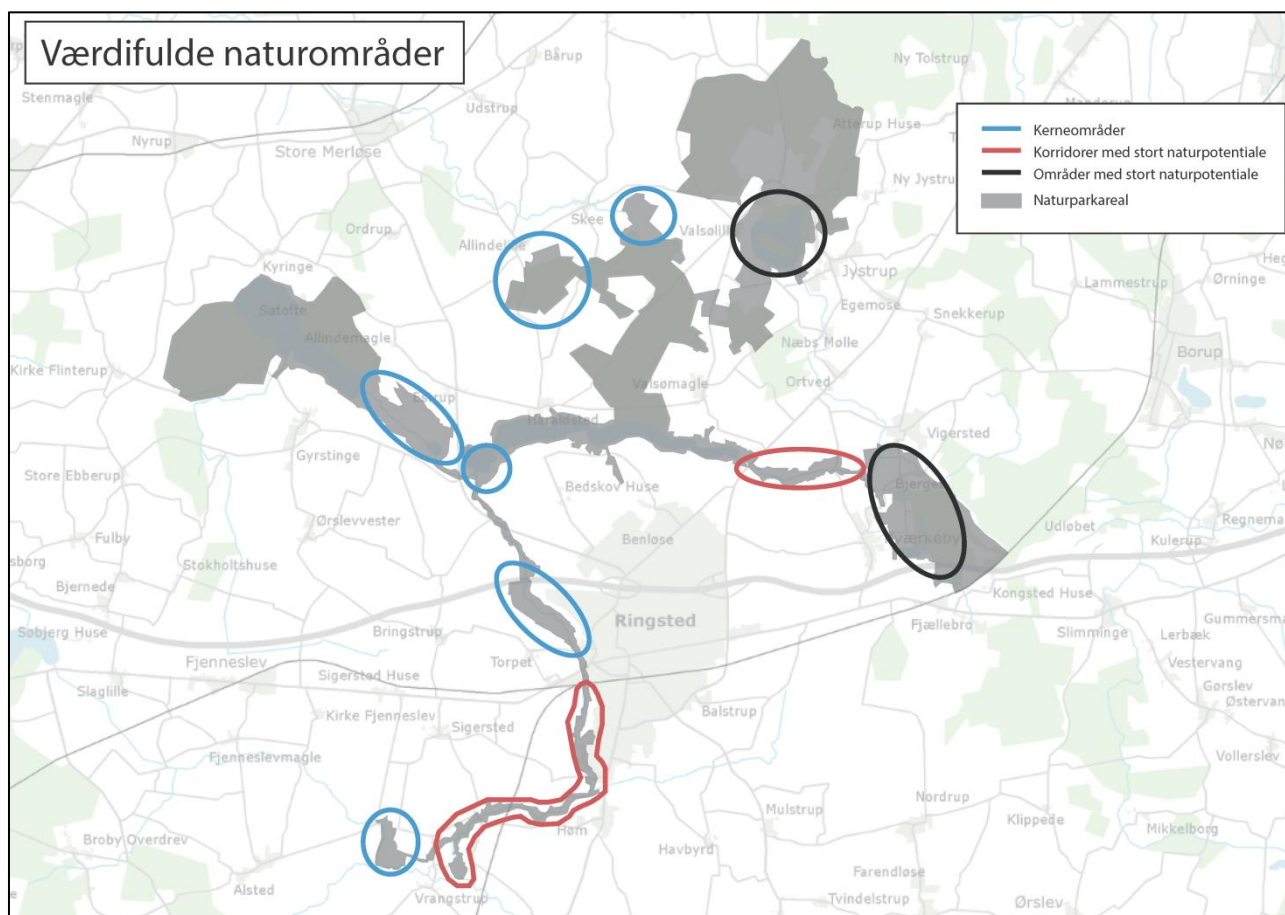 Værdifulde naturområder
Kerneområder
Korridorer med stort naturpotentiale
Områder med stort naturpotentiale
Naturparkareal
Stenmagle
Nyrup
Bårup
Udstrup
Store Merløse
Ny Tolstrup
Atterup Huse
Ny Jystrup
Skee
Ordrup
Allindelille
Kyringe
Jystrup
Egemose
Lammestrup
Ørninge
Snekkerup
Søtofte
Allindemagle
Næbs Mølle
Borup
Kirke Flinterup
Estrup
Valsømagle
Ortved
Haraldsted
Vigersted
Gyrstinge
Store Ebberup
Bedskov Huse
Bjerge
Ørslevvester
Udløbet
Fulby
Benløse
Kværkeby
Kulerup
Stokholtshuse
Bjernede
Kongsted Huse
Ringsted
Søbjerg Huse
Bringstrup
Fjællebro
Slimminge
Lerbæk
Fjenneslev
Torpet
Vestervang
Slaglille
Sigersted Huse
Gørslev
Kirke Fjenneslev
Balstrup
Sigersted
Fjenneslevmagle
Vollerslev
Nordrup
Mulstrup
Klippede
Høm
Mikkelborg
Broby Overdrev
Havbyrd
Alsted
Farendløse
Vrangstrup
Tvindelstrup
Ørslev